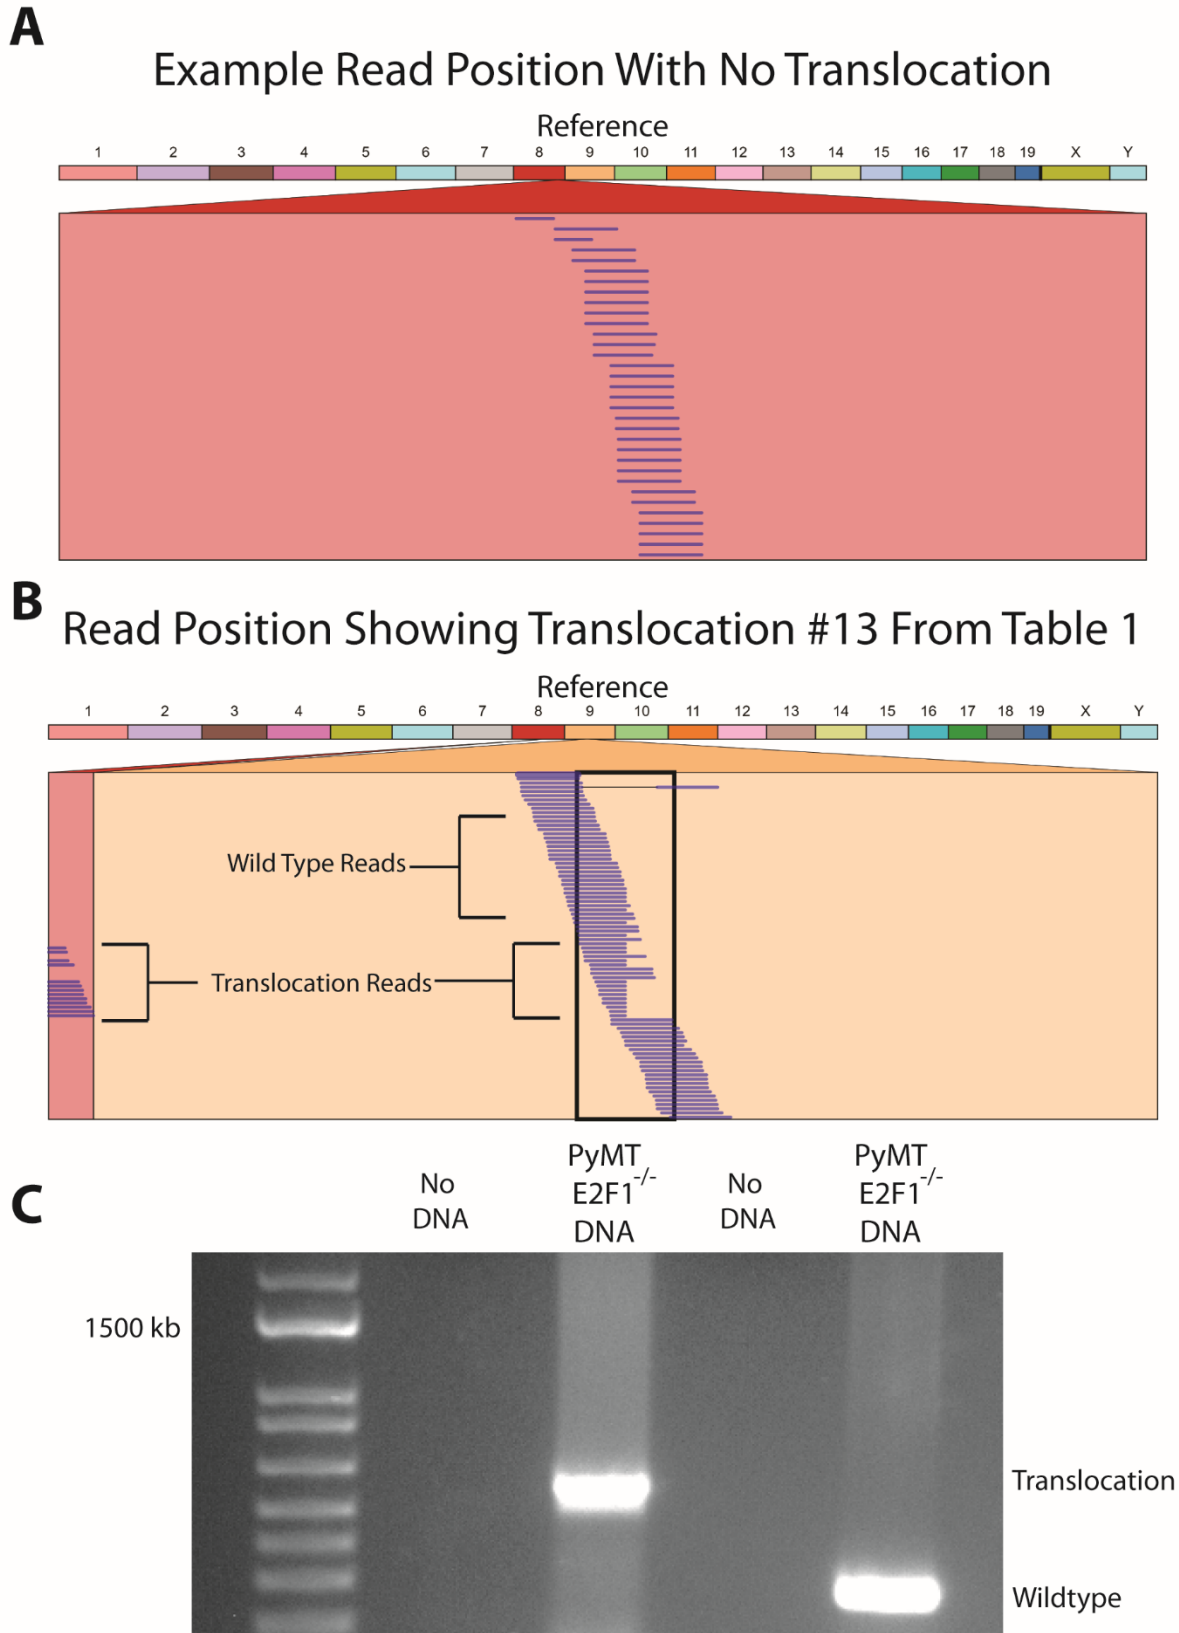 A
Example Read Position With No Translocation
Reference
1 2 3 4 5 6 7 8 9 10 11 12 13 14 15 16 17 18 19 X Y
B
Read Position Showing Translocation #13 From Table 1
Reference
1 2 3 4 5 6 7 8 9 10 11 12 13 14 15 16 17 18 19 X Y
Wild Type Reads
Translocation Reads
C
No
DNA
PyMT
E2F1-/-
DNA
No
DNA
PyMT
E2F1-/-
DNA
1500 kb
Translocation
Wildtype